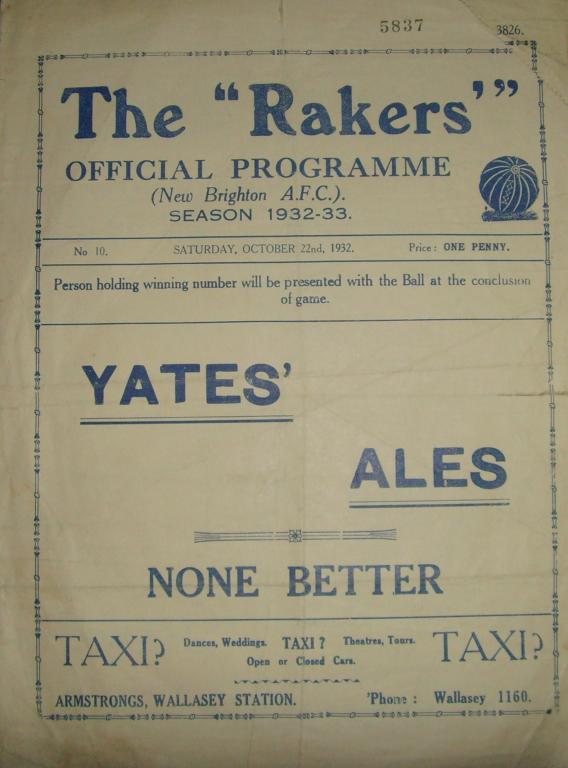 5837
3826.
The “Rakers’”
OFFICIAL PROGRAMME
(New Brighton A.F.C.).
SEASON 1932-33.
No 10. SATURDAY, OCTOBER 22nd, 1932. Price: ONE PENNY.
Person holding winning number will be presented with the Ball at the conclusion
of game.
YATES’
ALES
NONE BETTER
TAXI? Dances, Weddings. TAXI? Theatres, Tours. TAXI?
Open or Closed Cars.
ARMSTRONGS, WALLASEY STATION. 'Phone: Wallasey 1160.